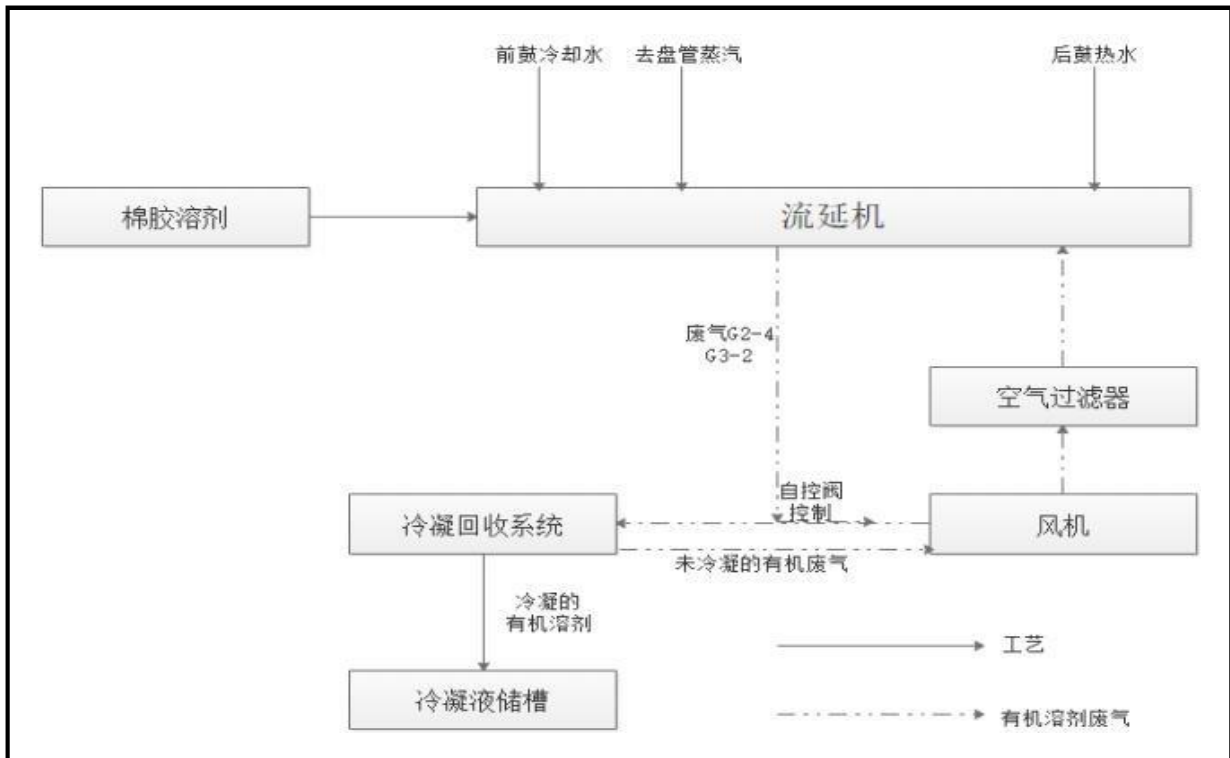 前鼓冷却水
去盘管蒸汽
后鼓热水
棉胶溶剂
流延机
废气G2-4
G3-2
空气过滤器
自控阀
控制
冷凝回收系统
风机
未冷凝的有机废气
冷凝的
有机溶剂
工艺
冷凝液储槽
有机溶剂废气